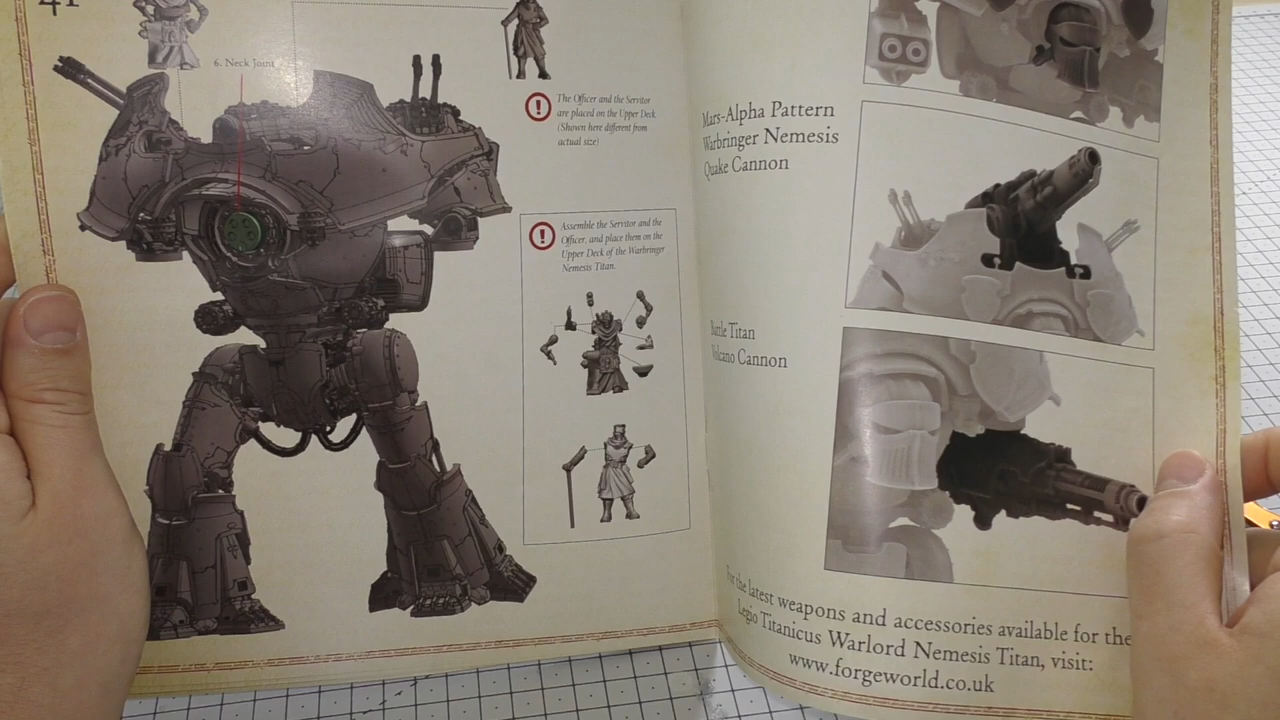 41
6. Neck Joint
The Officer and the Servitor
are placed on the Upper Deck.
(Shown here different from
actual size)
Assemble the Servitor and the
Officer, and place them on the
Upper Deck of the Warbringer
Nemesis Titan.
Mars-Alpha Pattern
Warbringer Nemesis
Quake Cannon
Battle Titan
Volcano Cannon
For the latest weapons and accessories available for the
Legio Titanicus Warlord Nemesis Titan, visit:
www.forgeworld.co.uk